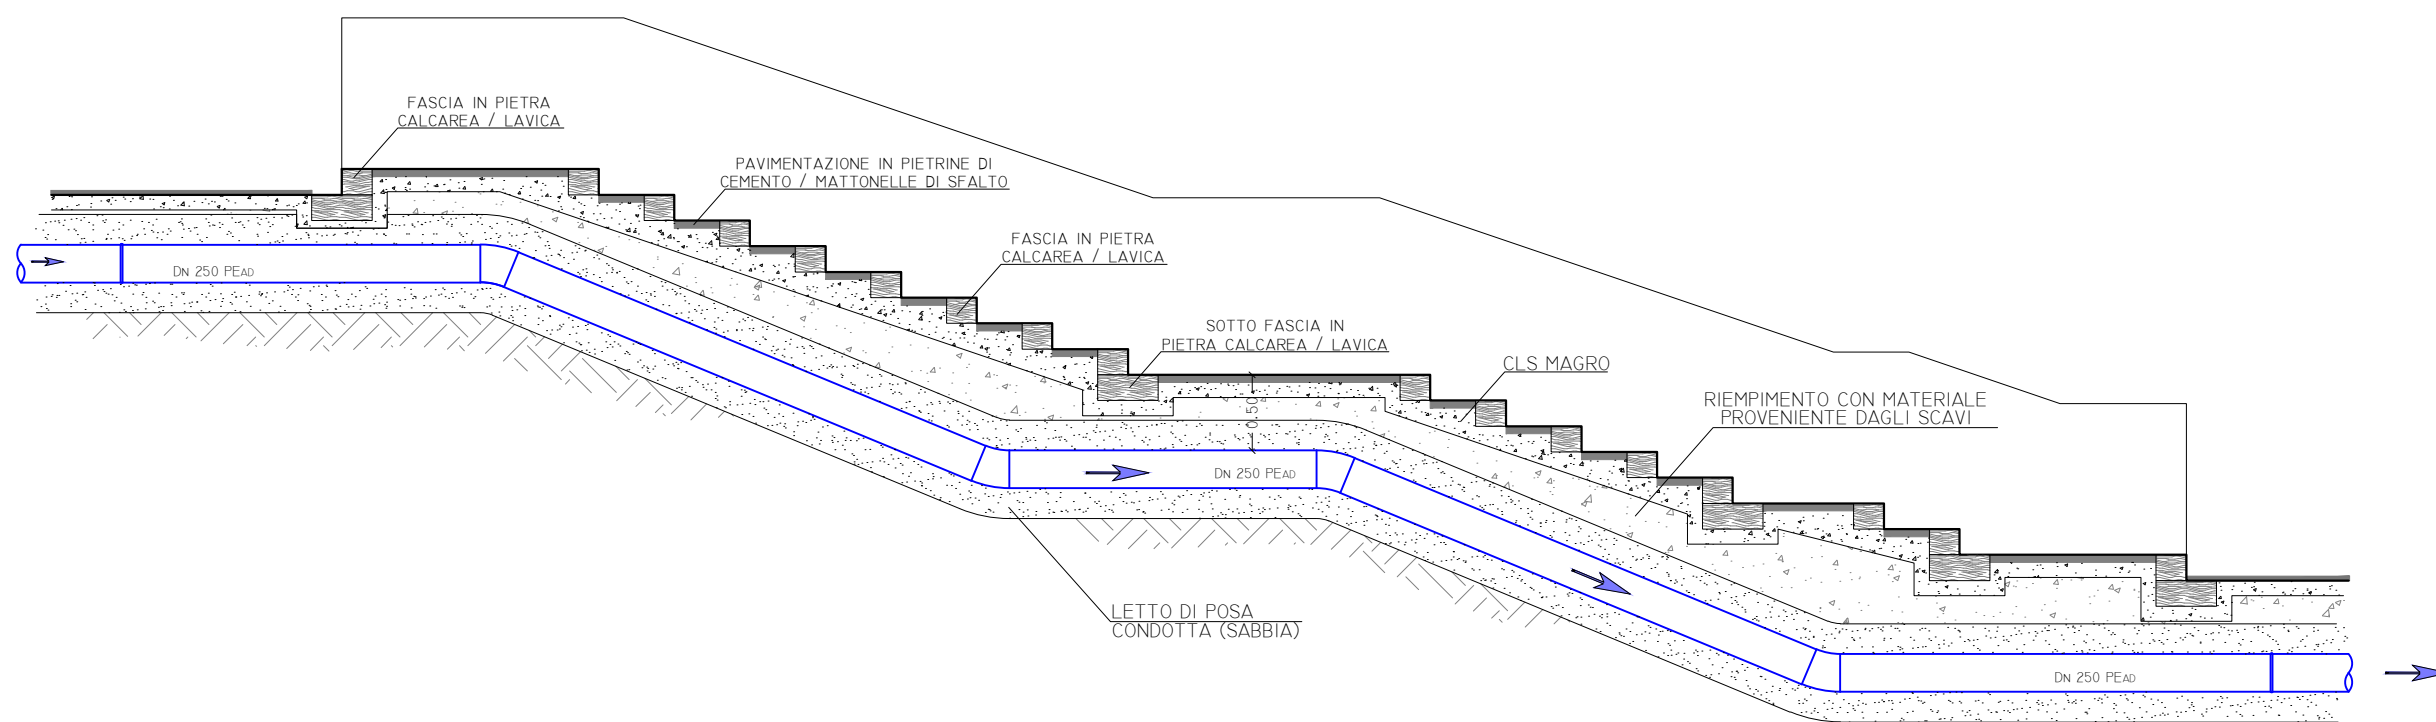 FASCIA IN PIETRA
CALCAREA / LAVICA
PAVIMENTAZIONE IN PIETRINE DI
CEMENTO / MATTONELLE DI SFALTO
FASCIA IN PIETRA
CALCAREA / LAVICA
DN 250 PEAD
SOTTO FASCIA IN
PIETRA CALCAREA / LAVICA
CLS MAGRO
RIEMPIMENTO CON MATERIALE
PROVENIENTE DAGLI SCAVI
0.50
DN 250 PEAD
LETTO DI POSA
CONDOTTA (SABBIA)
DN 250 PEAD